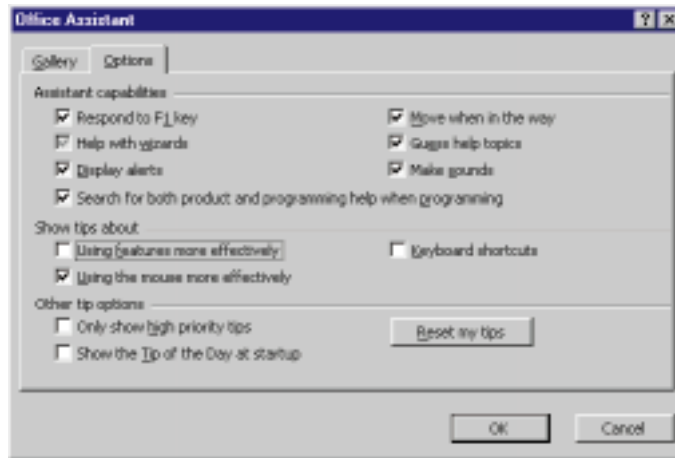 Office Assistant
Gallery Options
Assistant capabilities
Respond to F1 key Move when in the way
Help with wizards Guess help topics
Display alerts Make sounds
Search for both product and programming help when programming
Show tips about
Using features more effectively Keyboard shortcuts
Using the mouse more effectively
Other tip options
Only show high priority tips Reset my tips
Show the Tip of the Day at startup
OK Cancel